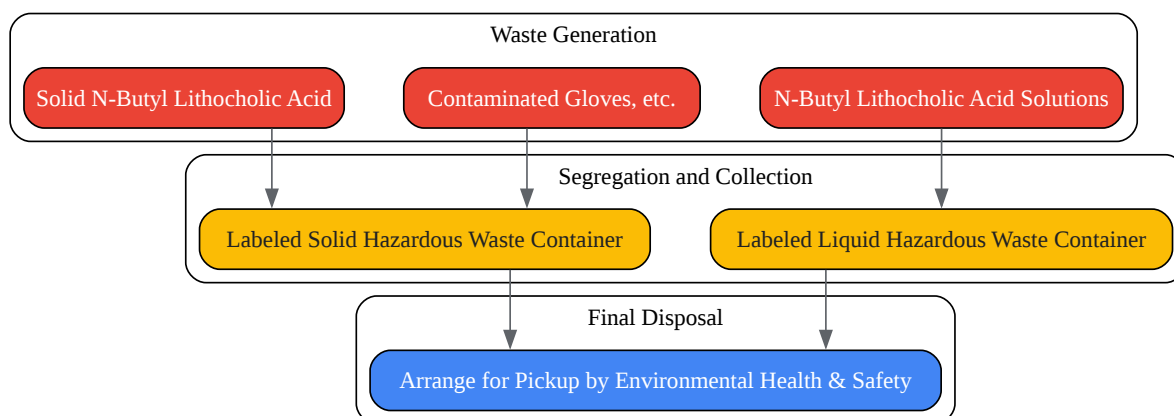 Waste Generation
Solid N-Butyl Lithocholic Acid
Contaminated Gloves, etc.
N-Butyl Lithocholic Acid Solutions
Segregation and Collection
Labeled Solid Hazardous Waste Container
Labeled Liquid Hazardous Waste Container
Final Disposal
Arrange for Pickup by Environmental Health & Safety